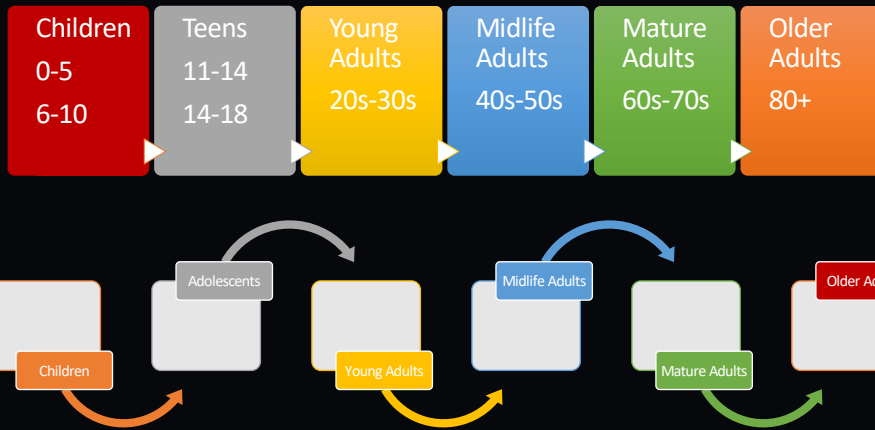 Children
0-5
6-10
Teens
11-14
14-18
Young
Adults
20s-30s
Midlife
Adults
40s-50s
Mature
Adults
60s-70s
Older
Adults
80+
Children
Adolescents
Young Adults
Midlife Adults
Mature Adults
Older